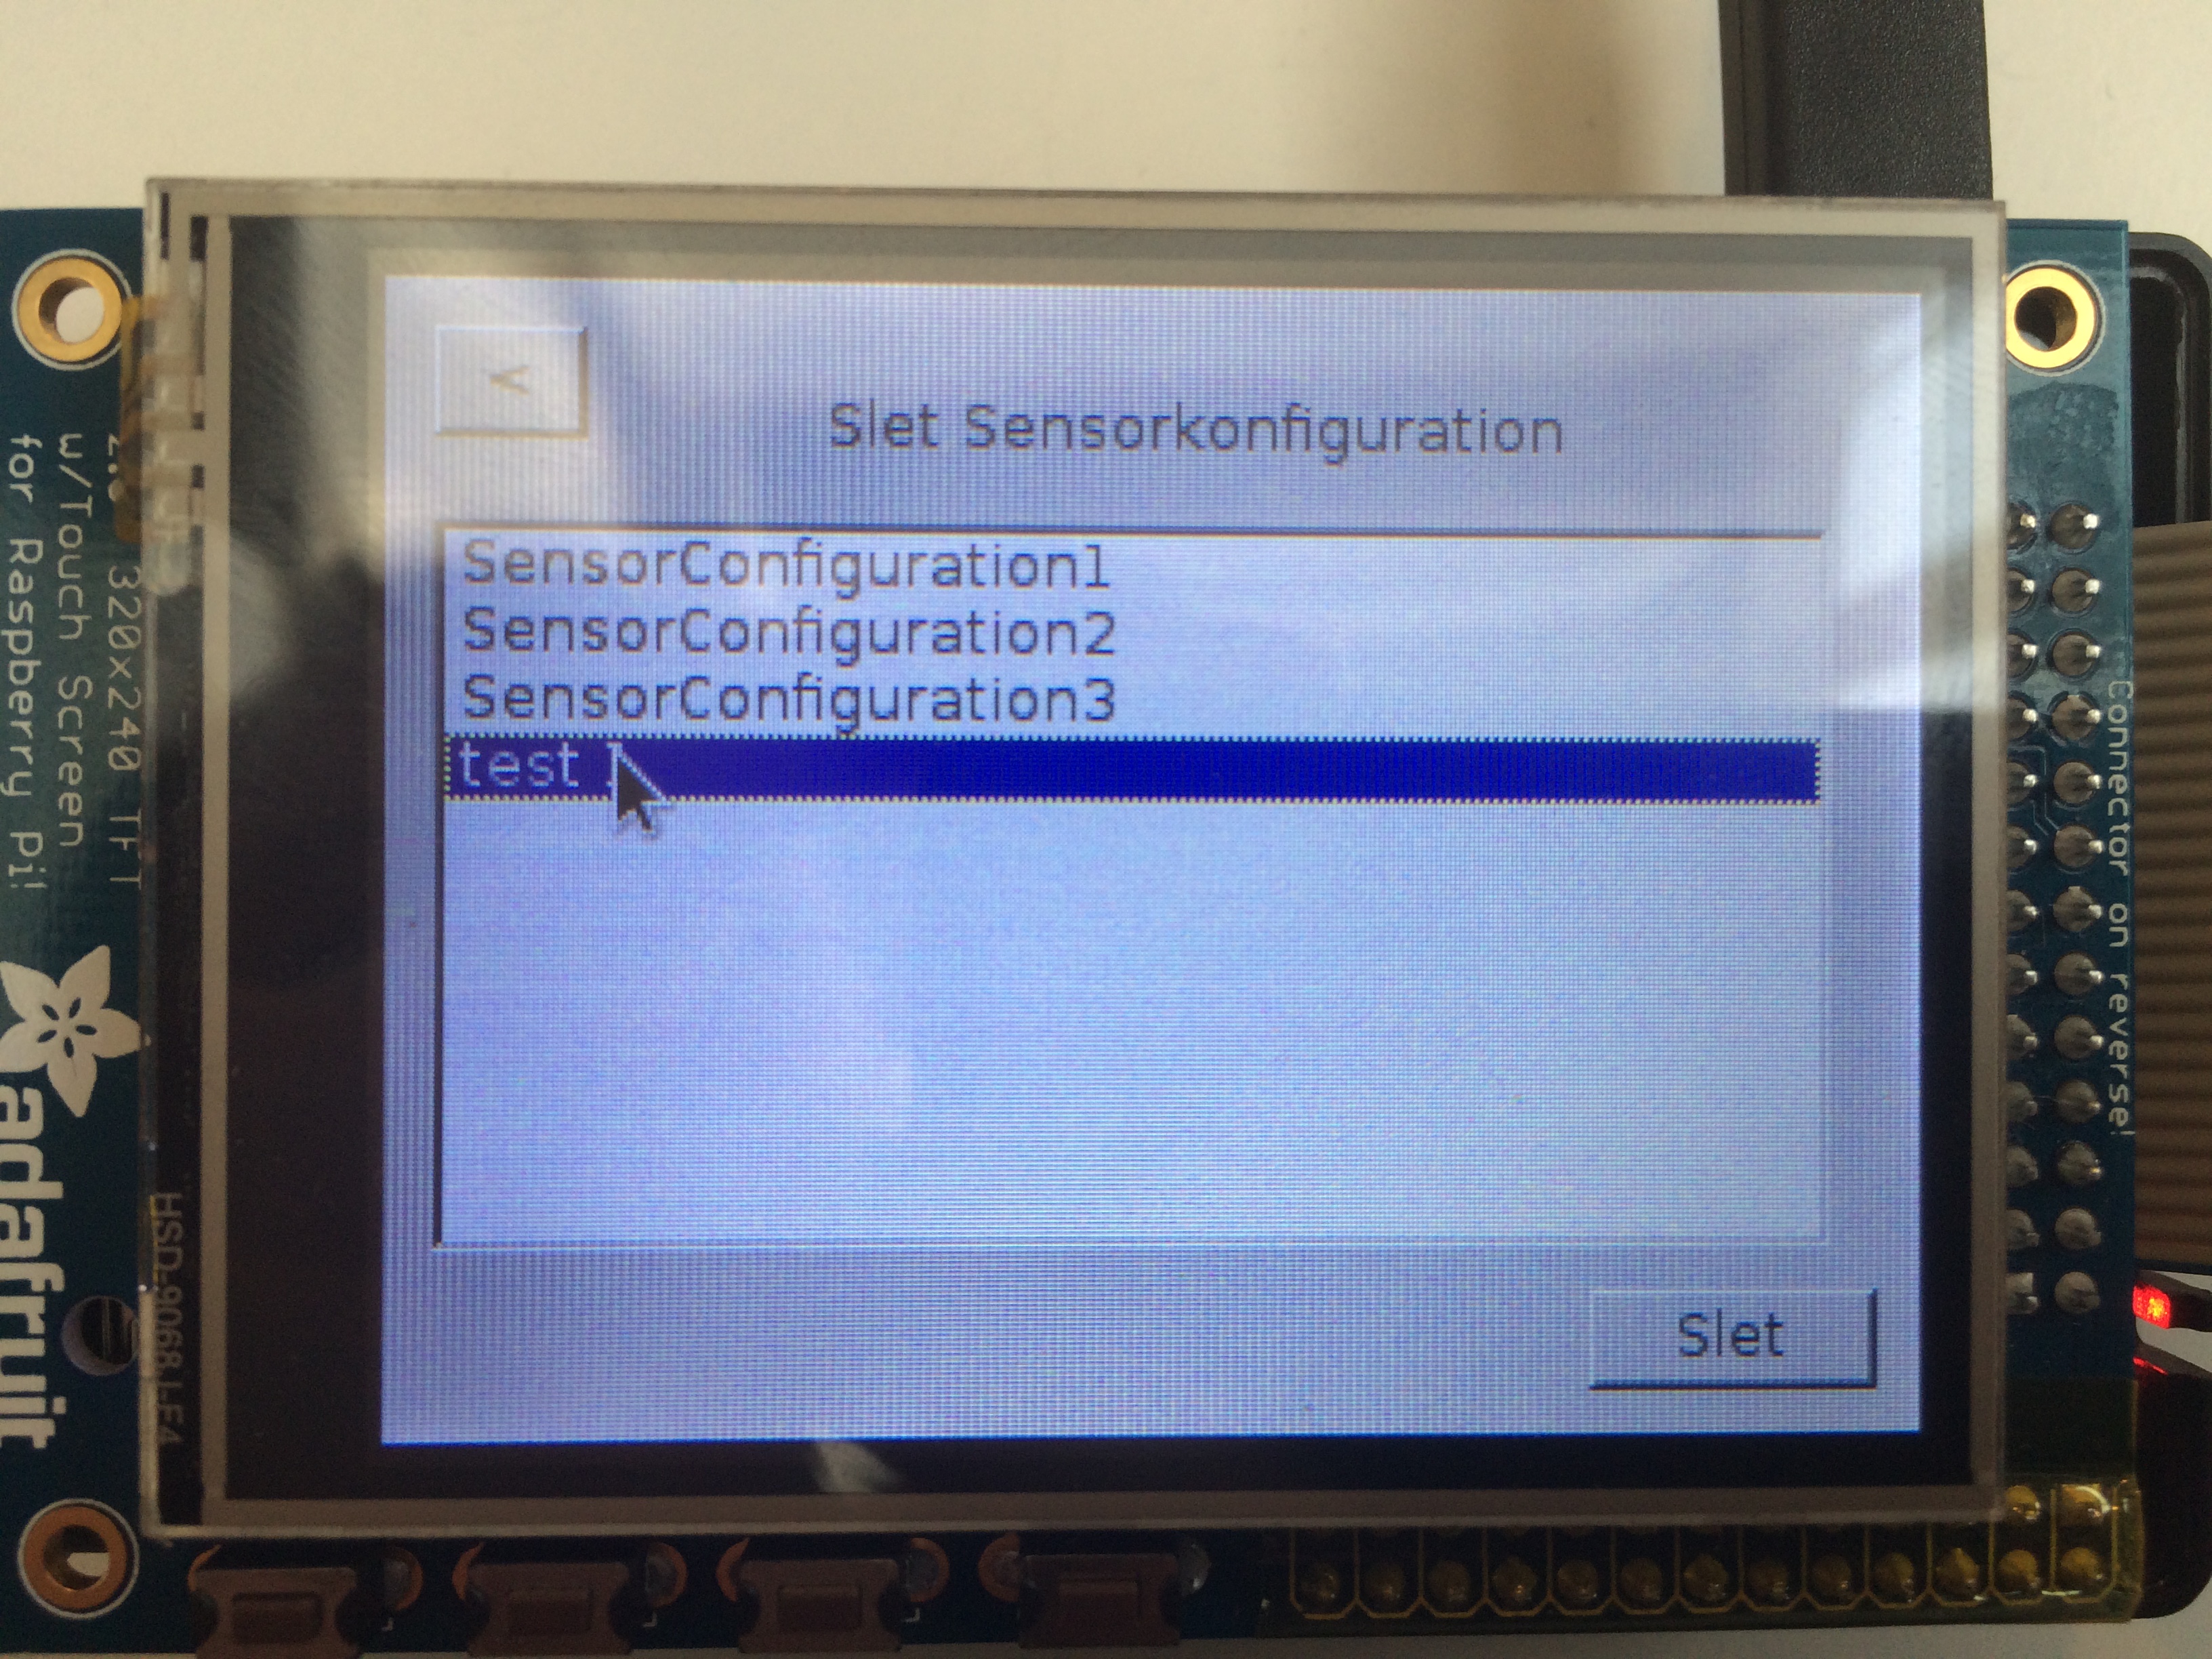 <
Slet Sensorkonfiguration
SensorConfiguration1
SensorConfiguration2
SensorConfiguration3
test
Slet
320x240 TFT
w/Touch Screen
for Raspberry Pi!
adafruit
Connector on reverse!